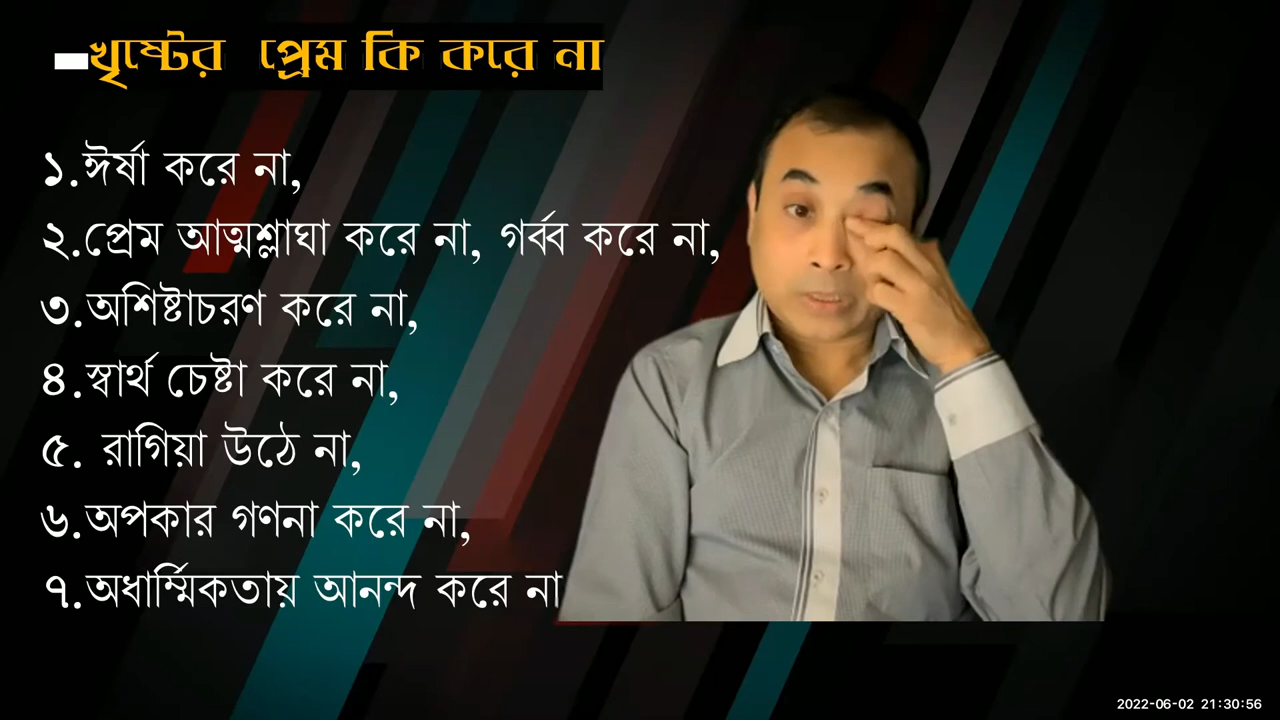 খৃষ্টের প্রেম কি করে না
১.ঈর্ষা করে না,
২.প্রেম আত্মশ্লাঘা করে না, গর্ব্ব করে না,
৩.অশিষ্টাচরণ করে না,
৪.স্বার্থ চেষ্টা করে না,
৫. রাগিয়া উঠে না,
৬.অপকার গণনা করে না,
৭.অধার্ম্মিকতায় আনন্দ করে না
2022-06-02 21:30:56